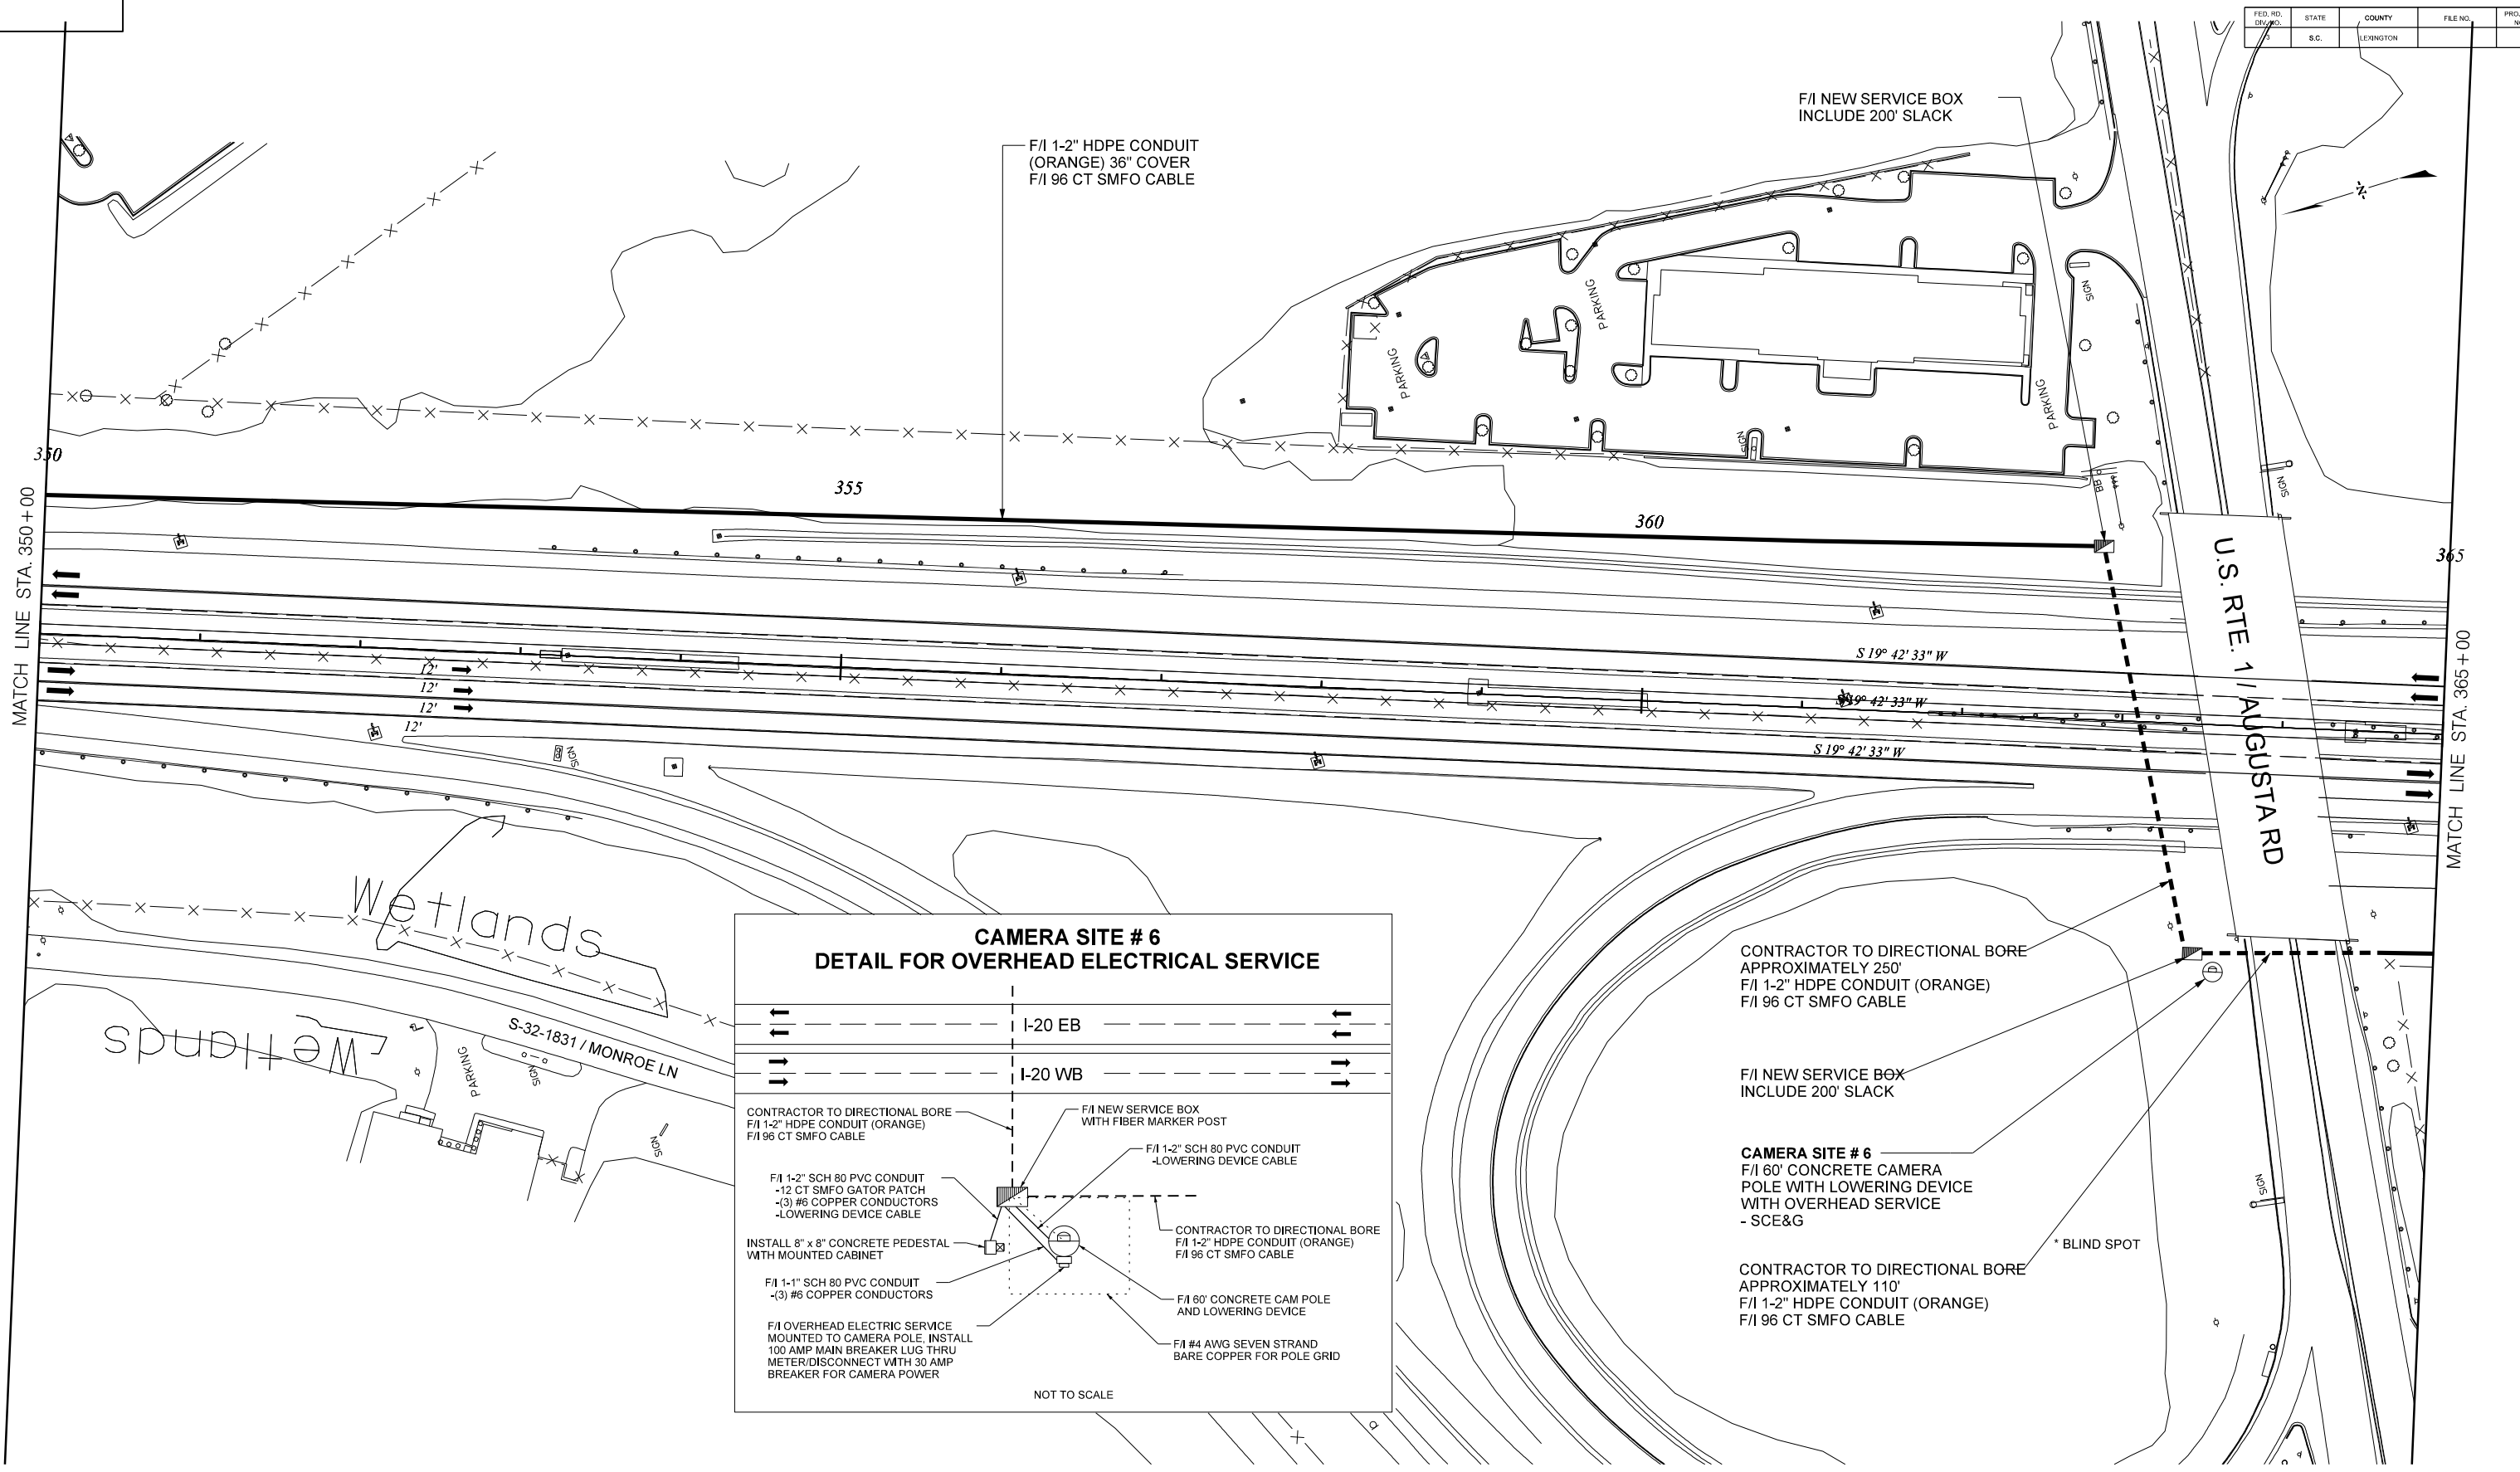 FED. RD. DIV. NO.
STATE
COUNTY
FILE NO.
3
S.C.
LEXINGTON
F/I NEW SERVICE BOX
INCLUDE 200' SLACK
F/I 1-2" HDPE CONDUIT
(ORANGE) 36" COVER
F/I 96 CT SMFO CABLE
-N-
PARKING
SIGN
PARKING
PARKING
SIGN
BB
SIGN
350
355
360
365
MATCH LINE STA. 350+00
MATCH LINE STA. 365+00
U.S. RTE. 1 / AUGUSTA RD
S 19° 42' 33" W
S 19° 42' 33" W
S 19° 42' 33" W
12'
12'
12'
12'
SIGN
Wetlands
Wetlands
S-32-1831 / MONROE LN
PARKING
SIGN
SIGN
CAMERA SITE # 6
DETAIL FOR OVERHEAD ELECTRICAL SERVICE
I-20 EB
I-20 WB
CONTRACTOR TO DIRECTIONAL BORE
F/I 1-2" HDPE CONDUIT (ORANGE)
F/I 96 CT SMFO CABLE
F/I NEW SERVICE BOX
WITH FIBER MARKER POST
F/I 1-2" SCH 80 PVC CONDUIT
-LOWERING DEVICE CABLE
F/I 1-2" SCH 80 PVC CONDUIT
-12 CT SMFO GATOR PATCH
-(3) #6 COPPER CONDUCTORS
-LOWERING DEVICE CABLE
INSTALL 8" x 8" CONCRETE PEDESTAL
WITH MOUNTED CABINET
CONTRACTOR TO DIRECTIONAL BORE
F/I 1-2" HDPE CONDUIT (ORANGE)
F/I 96 CT SMFO CABLE
F/I 1-1" SCH 80 PVC CONDUIT
-(3) #6 COPPER CONDUCTORS
F/I 60' CONCRETE CAM POLE
AND LOWERING DEVICE
F/I OVERHEAD ELECTRIC SERVICE
MOUNTED TO CAMERA POLE, INSTALL
100 AMP MAIN BREAKER LUG THRU
METER/DISCONNECT WITH 30 AMP
BREAKER FOR CAMERA POWER
F/I #4 AWG SEVEN STRAND
BARE COPPER FOR POLE GRID
NOT TO SCALE
CONTRACTOR TO DIRECTIONAL BORE
APPROXIMATELY 250'
F/I 1-2" HDPE CONDUIT (ORANGE)
F/I 96 CT SMFO CABLE
F/I NEW SERVICE BOX
INCLUDE 200' SLACK
CAMERA SITE # 6
F/I 60' CONCRETE CAMERA
POLE WITH LOWERING DEVICE
WITH OVERHEAD SERVICE
- SCE&G
CONTRACTOR TO DIRECTIONAL BORE
APPROXIMATELY 110'
F/I 1-2" HDPE CONDUIT (ORANGE)
F/I 96 CT SMFO CABLE
* BLIND SPOT
SIGN